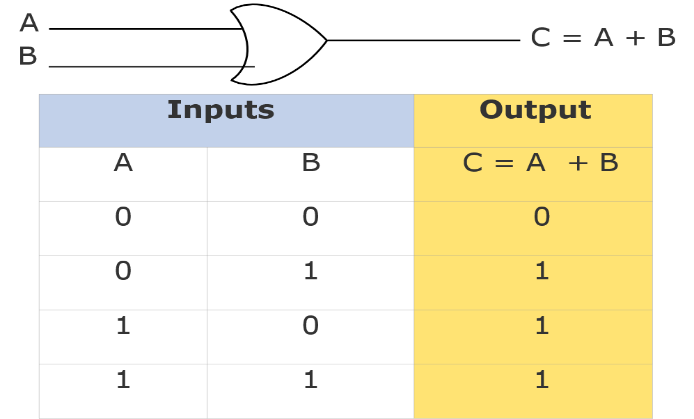 A
B
C = A + B
Inputs Output
A B C = A + B
0 0 0
0 1 1
1 0 1
1 1 1